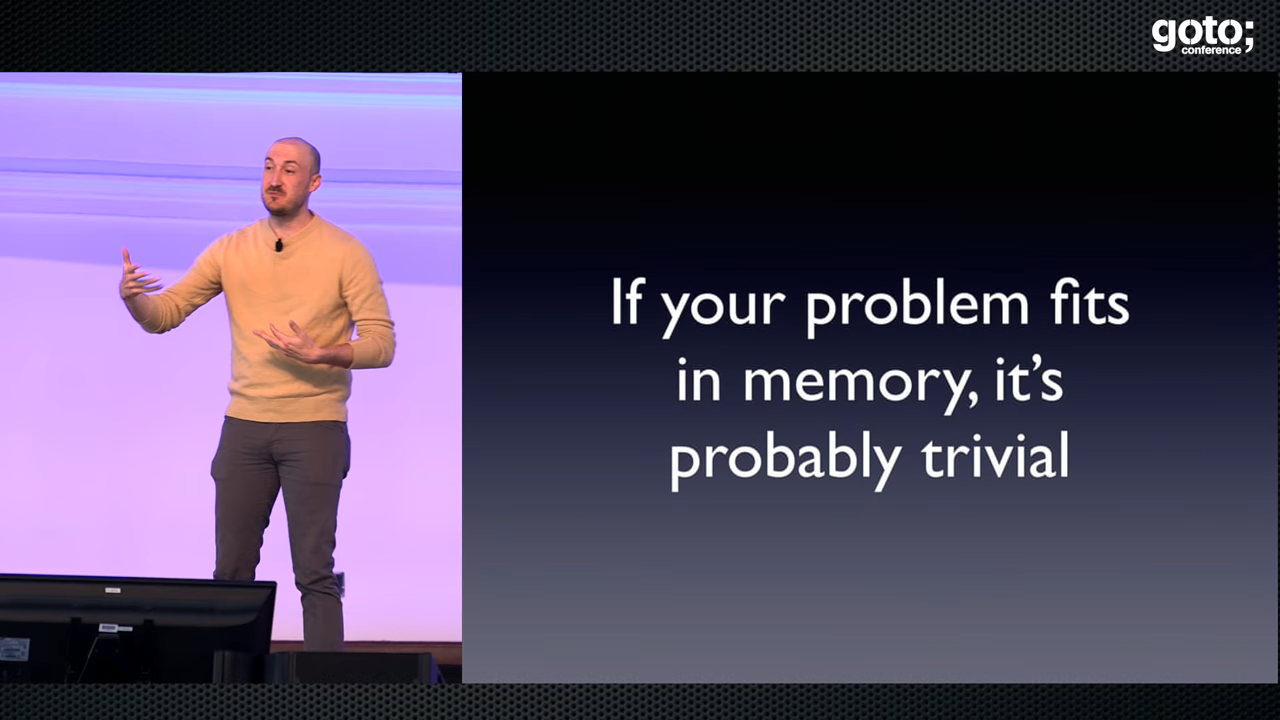 goto;
conference
If your problem fits
in memory, it's
probably trivial